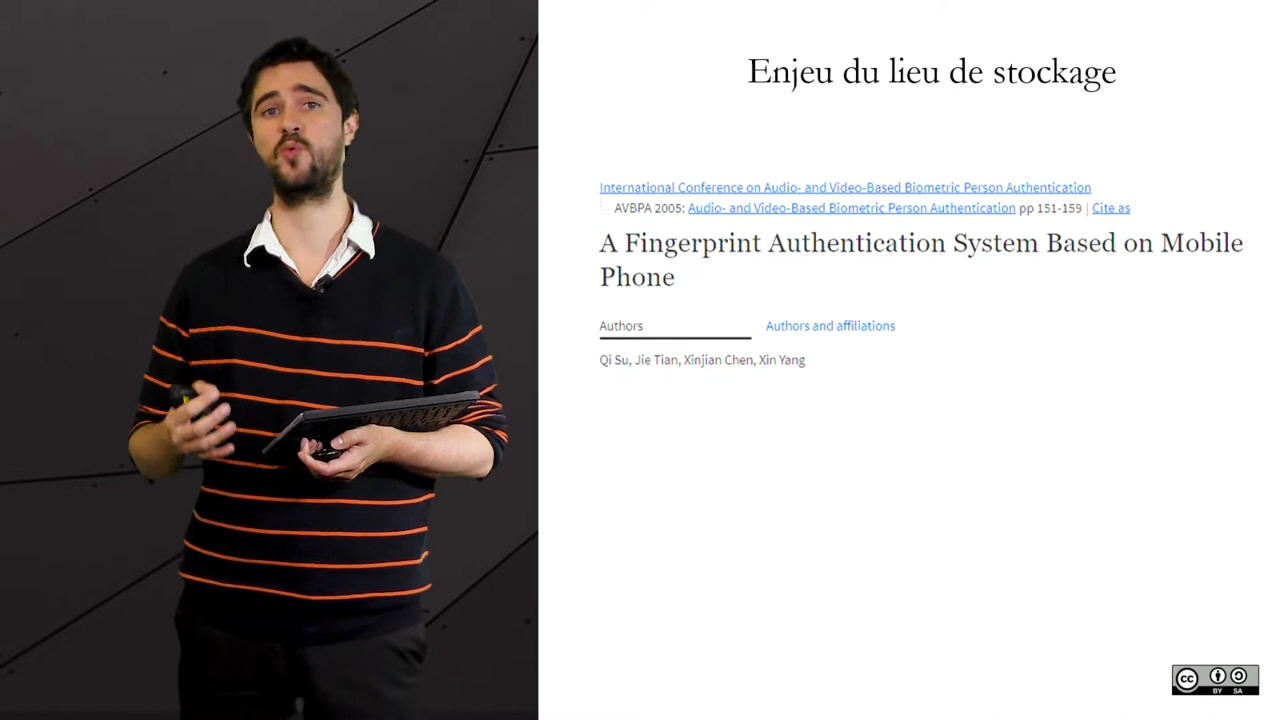 Enjeu du lieu de stockage
International Conference on Audio- and Video-Based Biometric Person Authentication
AVBPA 2005: Audio- and Video-Based Biometric Person Authentication pp 151-159 | Cite as
A Fingerprint Authentication System Based on Mobile
Phone
Authors
Authors and affiliations
Qi Su, Jie Tian, Xinjian Chen, Xin Yang
CC
BY SA